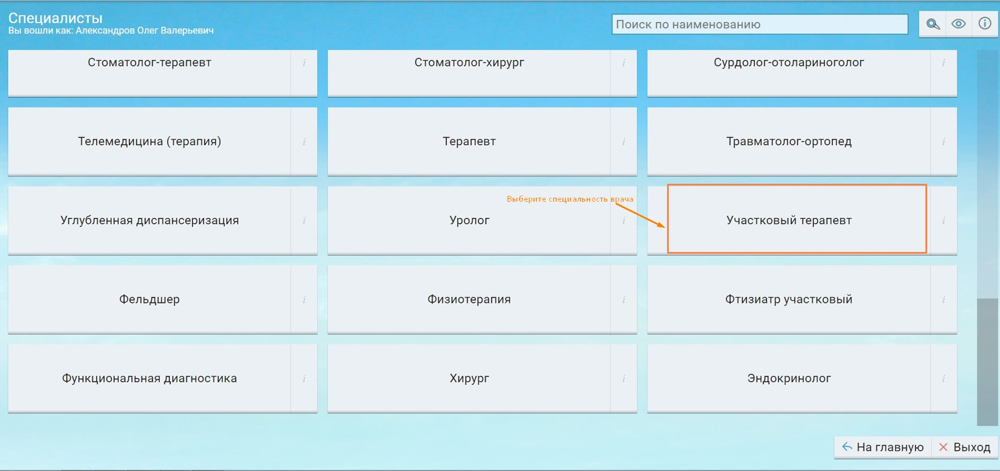 Специалисты
Вы вошли как: Александров Олег Валерьевич
Поиск по наименованию
Стоматолог-терапевт i
Стоматолог-хирург i
Сурдолог-отолариноголог i
Телемедицина (терапия) i
Терапевт i
Травматолог-ортопед i
Углубленная диспансеризация i
Выберите специальность врача
Уролог i
Участковый терапевт i
Фельдшер i
Физиотерапия i
Фтизиатр участковый i
Функциональная диагностика i
Хирург i
Эндокринолог i
На главную
Выход